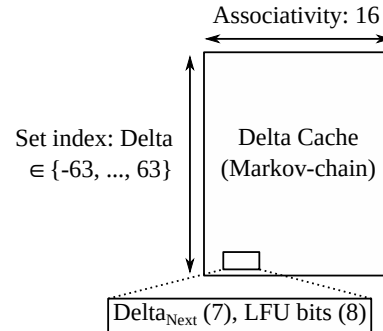 Associativity: 16
Set index: Delta
∈ {-63, ..., 63}
Delta Cache
(Markov-chain)
Delta_Next (7), LFU bits (8)